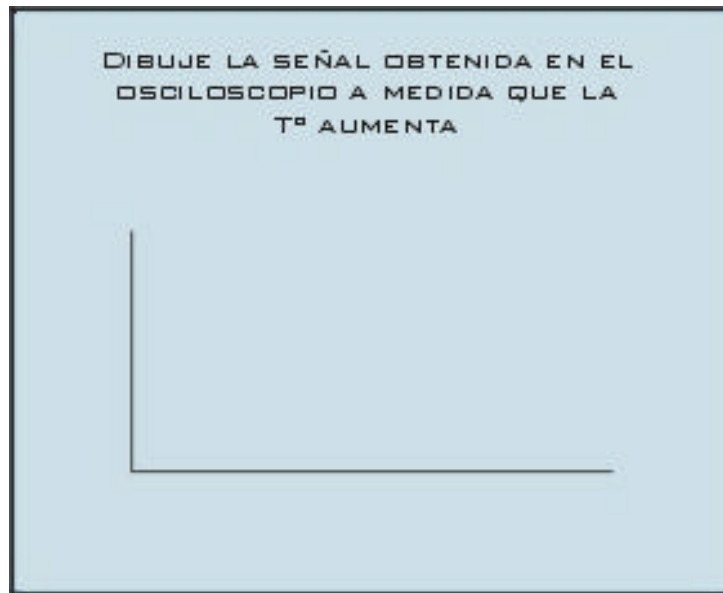 DIBUJE LA SEÑAL OBTENIDA EN EL
OSCILOSCOPIO A MEDIDA QUE LA
Tª AUMENTA